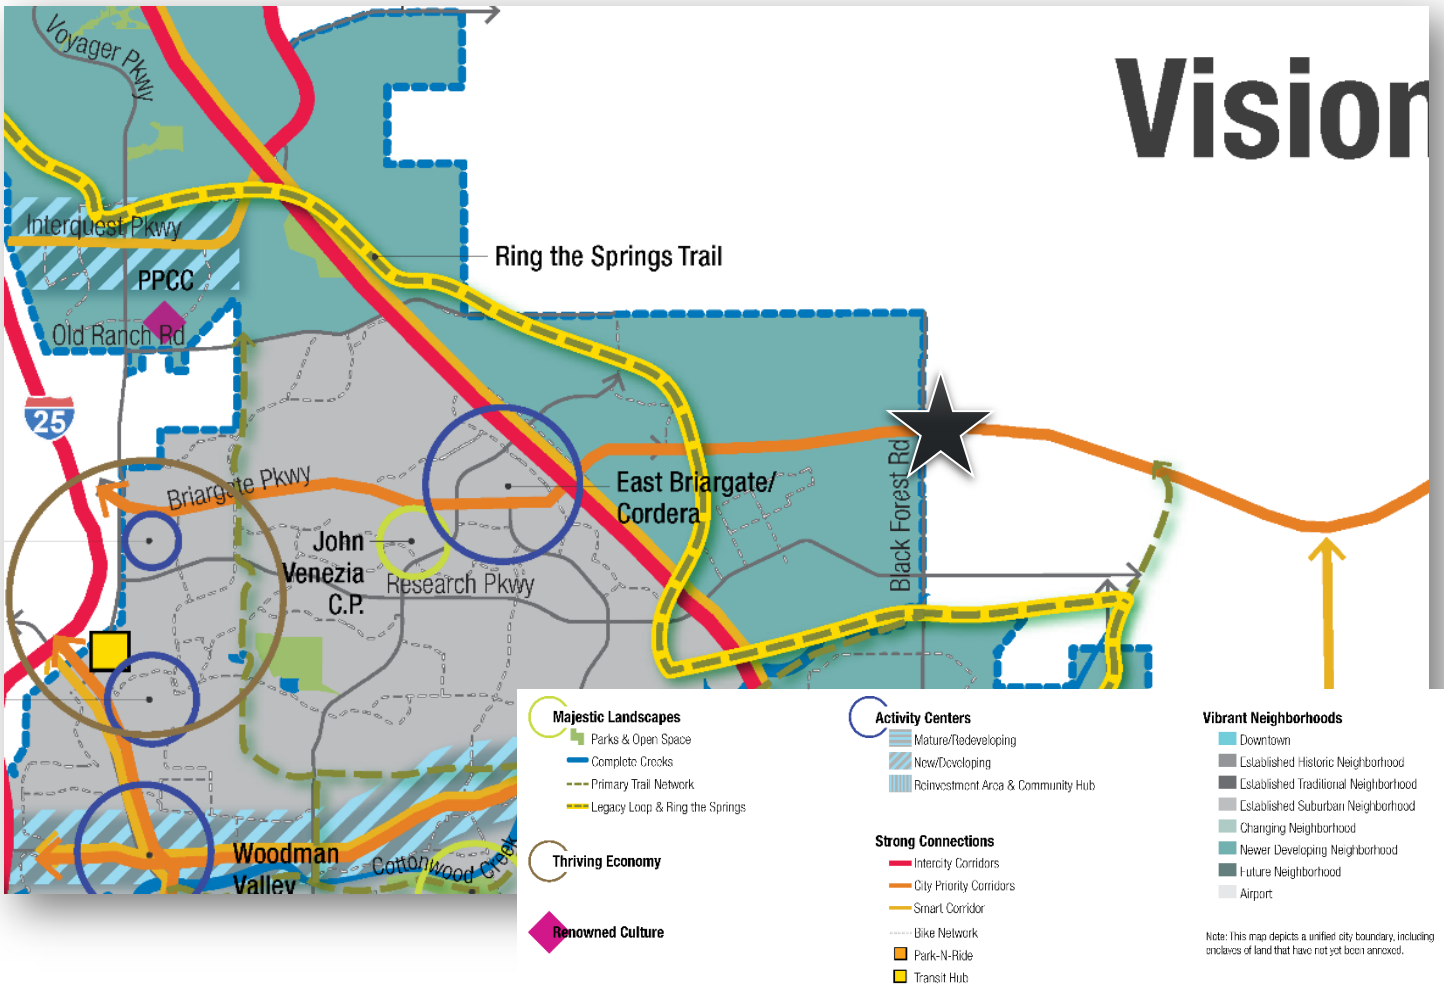 Voyager Pkwy
Vision
Interquest Pkwy
Ring the Springs Trail
PPCC
Old Ranch Rd
25
Briargate Pkwy
East Briargate/
Cordera
Black Forest Rd
John
Venezia
C.P.
Research Pkwy
Woodman
Valley
Cottonwood Creek
Majestic Landscapes
Parks & Open Space
Complete Creeks
Primary Trail Network
Legacy Loop & Ring the Springs
Thriving Economy
Renowned Culture
Activity Centers
Mature/Redeveloping
New/Developing
Reinvestment Area & Community Hub
Strong Connections
Intercity Corridors
City Priority Corridors
Smart Corridor
Bike Network
Park-N-Ride
Transit Hub
Vibrant Neighborhoods
Downtown
Established Historic Neighborhood
Established Traditional Neighborhood
Established Suburban Neighborhood
Changing Neighborhood
Newer Developing Neighborhood
Future Neighborhood
Airport
Note: This map depicts a unified city boundary, including
enclaves of land that have not yet been annexed.